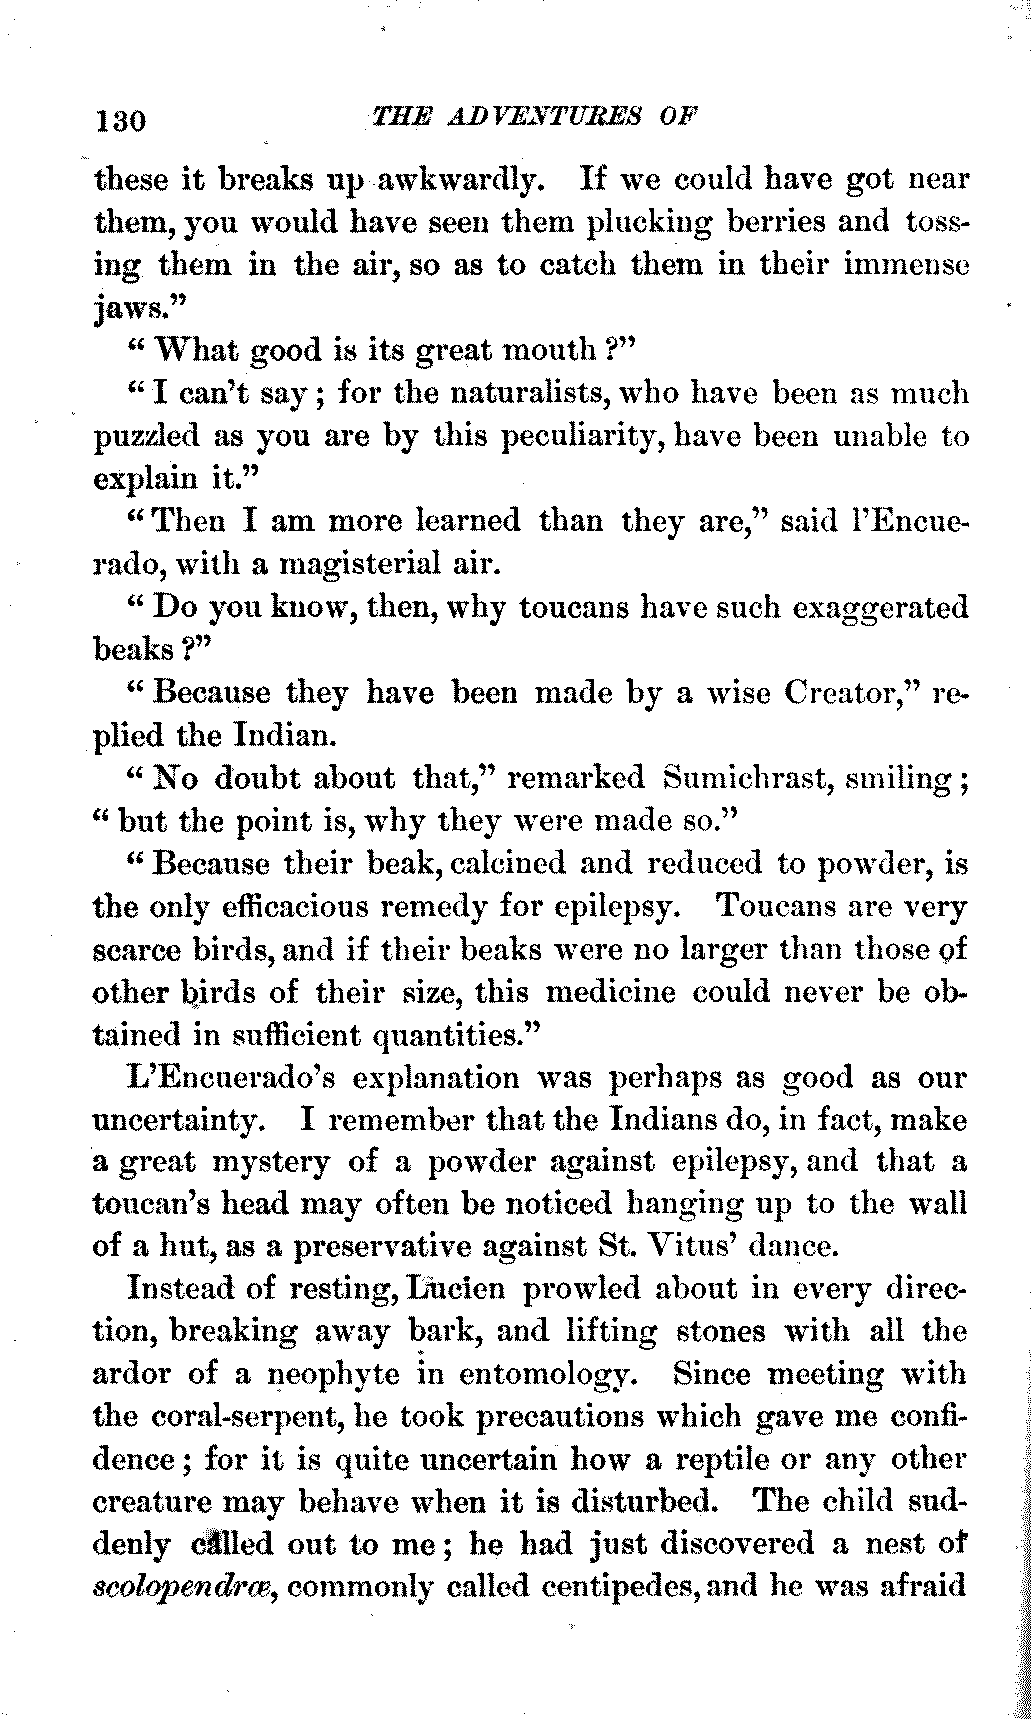 130 THE ADVENTURES OF
these it breaks up awkwardly. If we could have got near
them, you would have seen them plucking berries and toss-
ing them in the air, so as to catch them in their immense
jaws."
"What good is its great mouth?"
"I can't say; for the naturalists, who have been as much
puzzled as you are by this peculiarity, have been unable to
explain it."
"Then I am more learned than they are," said l'Encue-
rado, with a magisterial air.
"Do you know, then, why toucans have such exaggerated
beaks?"
"Because they have been made by a wise Creator," re-
plied the Indian.
"No doubt about that," remarked Sumichrast, smiling;
"but the point is, why they were made so."
"Because their beak, calcined and reduced to powder, is
the only efficacious remedy for epilepsy. Toucans are very
scarce birds, and if their beaks were no larger than those of
other birds of their size, this medicine could never be ob-
tained in sufficient quantities."
L'Encuerado's explanation was perhaps as good as our
uncertainty. I remember that the Indians do, in fact, make
a great mystery of a powder against epilepsy, and that a
toucan's head may often be noticed hanging up to the wall
of a hut, as a preservative against St. Vitus' dance.
Instead of resting, Lucien prowled about in every direc-
tion, breaking away bark, and lifting stones with all the
ardor of a neophyte in entomology. Since meeting with
the coral-serpent, he took precautions which gave me confi-
dence; for it is quite uncertain how a reptile or any other
creature may behave when it is disturbed. The child sud-
denly called out to me; he had just discovered a nest of
scolopendræ, commonly called centipedes, and he was afraid